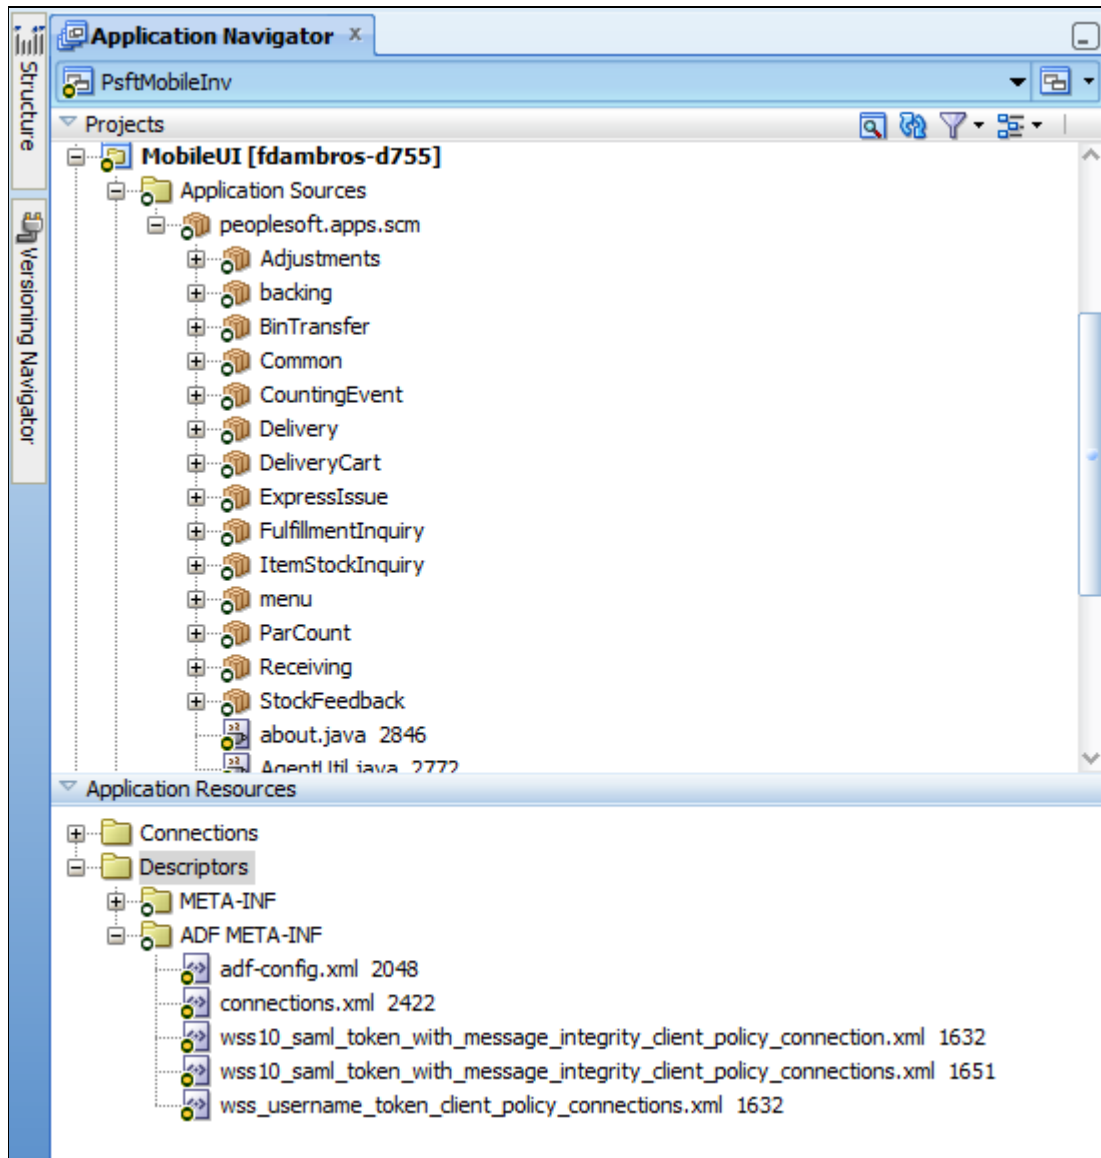 Structure
Versioning Navigator
Application Navigator x
PsftMobileInv
Projects
MobileUI [fdambros-d755]
Application Sources
peoplesoft.apps.scm
Adjustments
backing
BinTransfer
Common
CountingEvent
Delivery
DeliveryCart
ExpressIssue
FulfillmentInquiry
ItemStockInquiry
menu
ParCount
Receiving
StockFeedback
about.java 2846
AgentUtil.java 2772
Application Resources
Connections
Descriptors
META-INF
ADF META-INF
adf-config.xml 2048
connections.xml 2422
wss10_saml_token_with_message_integrity_client_policy_connection.xml 1632
wss10_saml_token_with_message_integrity_client_policy_connections.xml 1651
wss_username_token_client_policy_connections.xml 1632